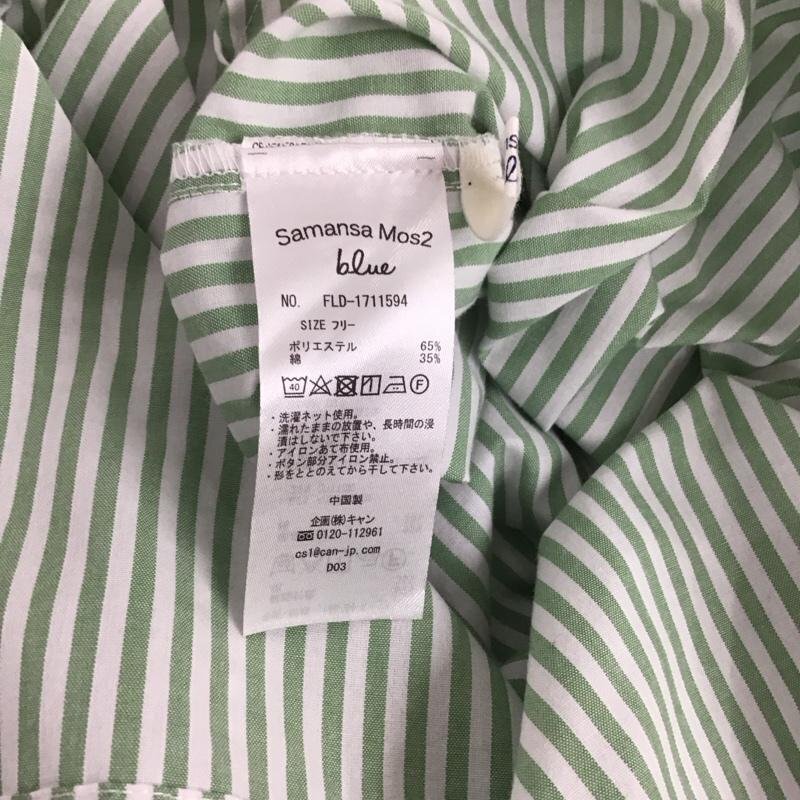 Samansa Mos2
blue
NO. FLD-1711594
SIZE フリー
ポリエステル 65%
綿 35%
40
F
・洗濯ネット使用。
・濡れたままの放置や、長時間の浸
漬はしないで下さい。
・アイロンあて布使用。
・ボタン部分アイロン禁止。
・形をととのえてから干して下さい。
中国製
企画㈱キャン
0120-112961
cs1@can-jp.com
D03